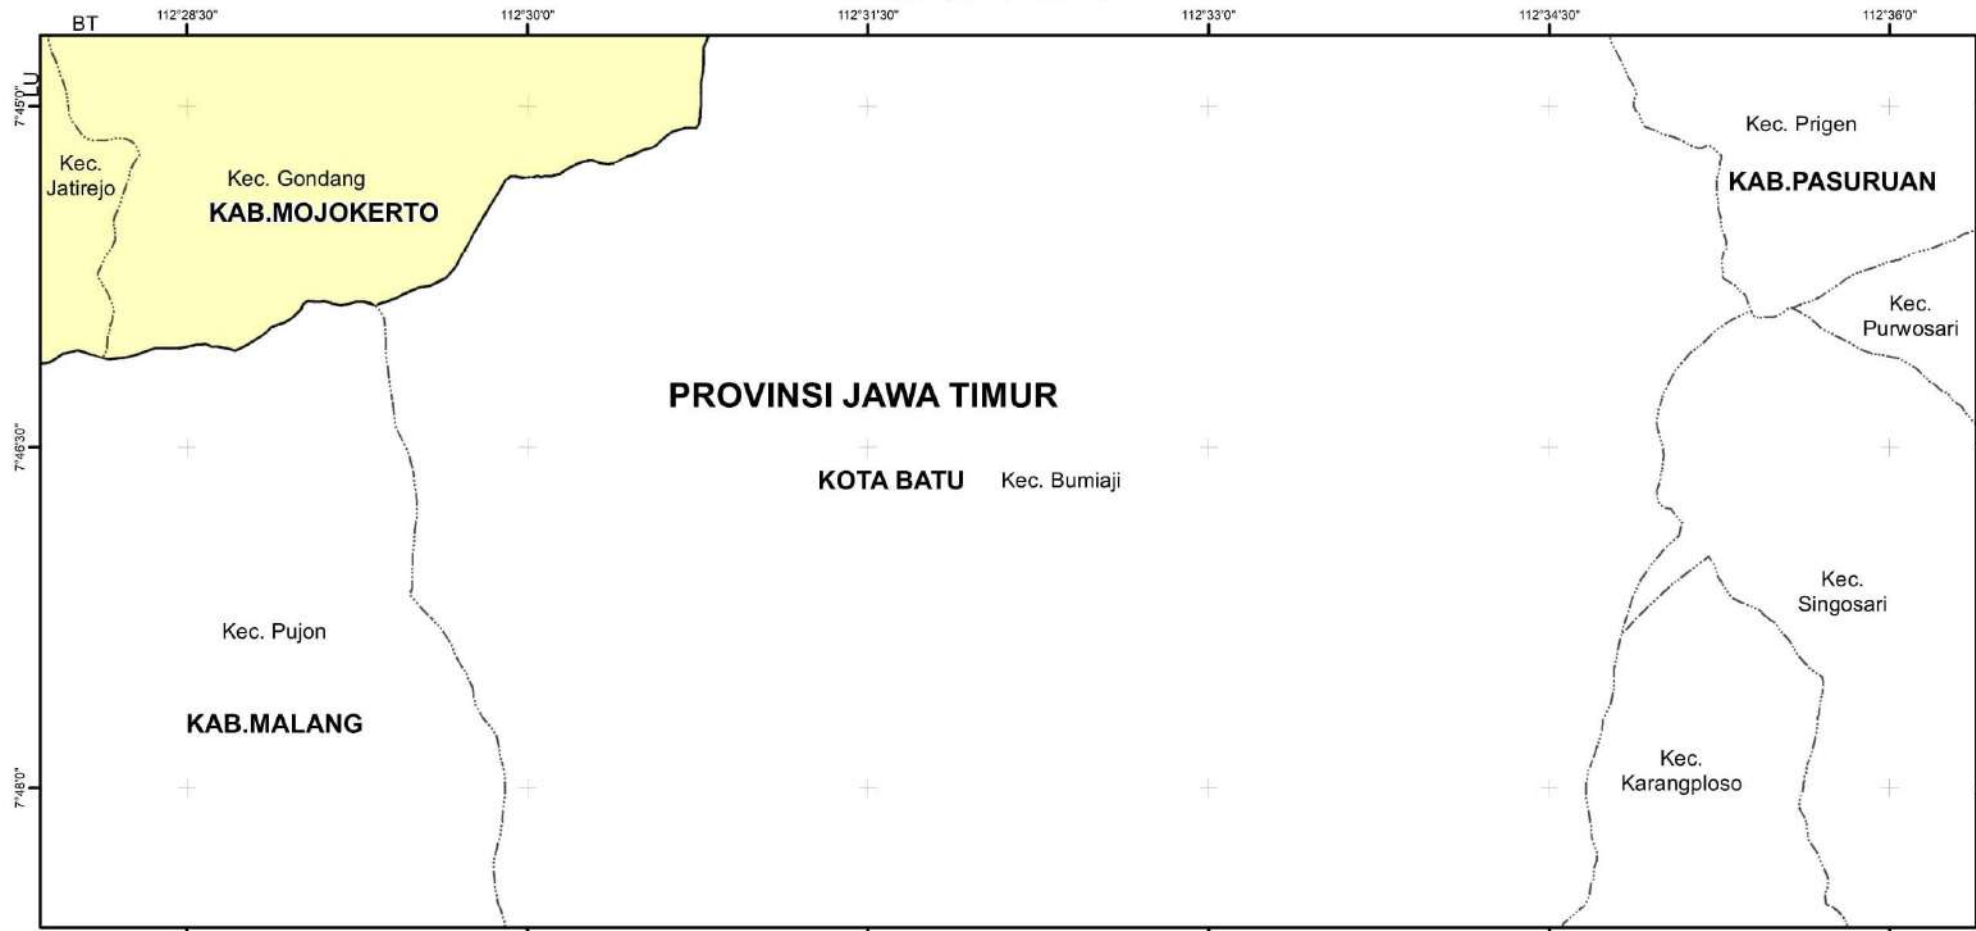 BT
112°28'30"
112°30'0"
112°31'30"
112°33'0"
112°34'30"
112°36'0"
LU
7°45'0"
7°46'30"
7°48'0"
Kec.
Jatirejo
Kec. Gondang
KAB.MOJOKERTO
Kec. Prigen
KAB.PASURUAN
Kec.
Purwosari
PROVINSI JAWA TIMUR
KOTA BATU
Kec. Bumiaji
Kec.
Singosari
Kec. Pujon
KAB.MALANG
Kec.
Karangploso